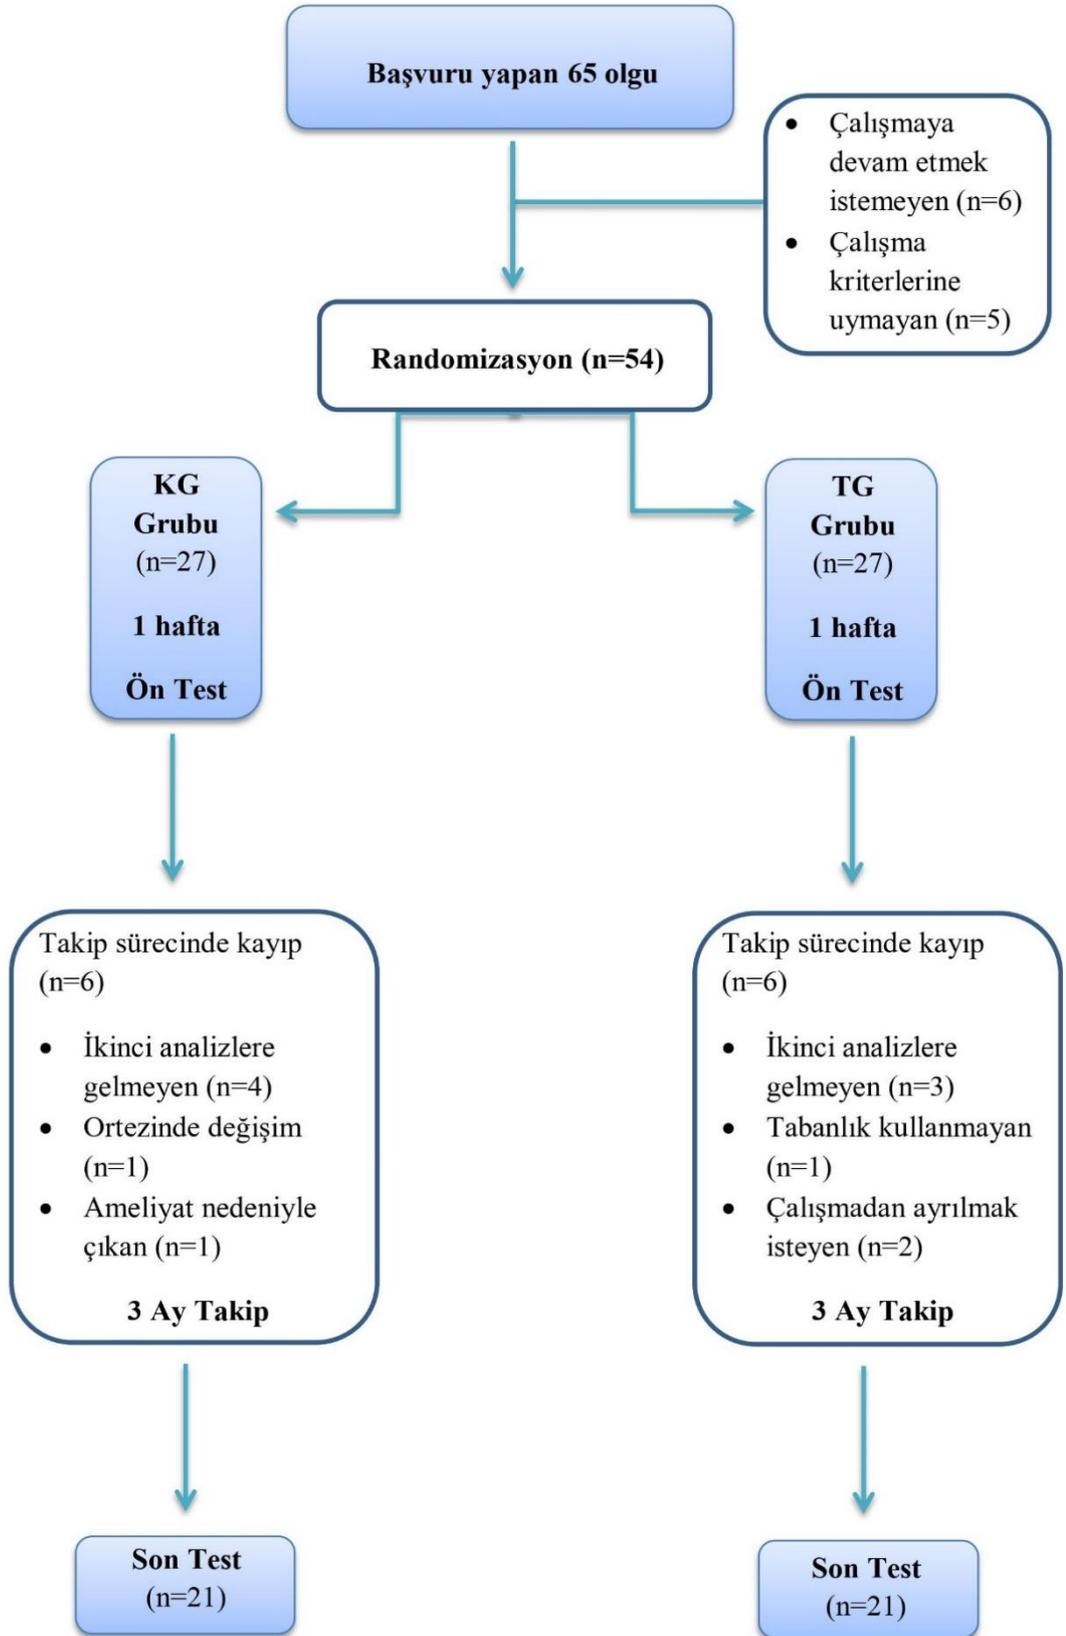 Başvuru yapan 65 olgu
• Çalışmaya
devam etmek
istemeyen (n=6)
• Çalışma
kriterlerine
uymayan (n=5)
Randomizasyon (n=54)
KG
Grubu
(n=27)
1 hafta
Ön Test
TG
Grubu
(n=27)
1 hafta
Ön Test
Takip sürecinde kayıp
(n=6)
• İkinci analizlere
gelmeyen (n=4)
• Ortezinde değişim
(n=1)
• Ameliyat nedeniyle
çıkan (n=1)
3 Ay Takip
Takip sürecinde kayıp
(n=6)
• İkinci analizlere
gelmeyen (n=3)
• Tabanlık kullanmayan
(n=1)
• Çalışmadan ayrılmak
isteyen (n=2)
3 Ay Takip
Son Test
(n=21)
Son Test
(n=21)